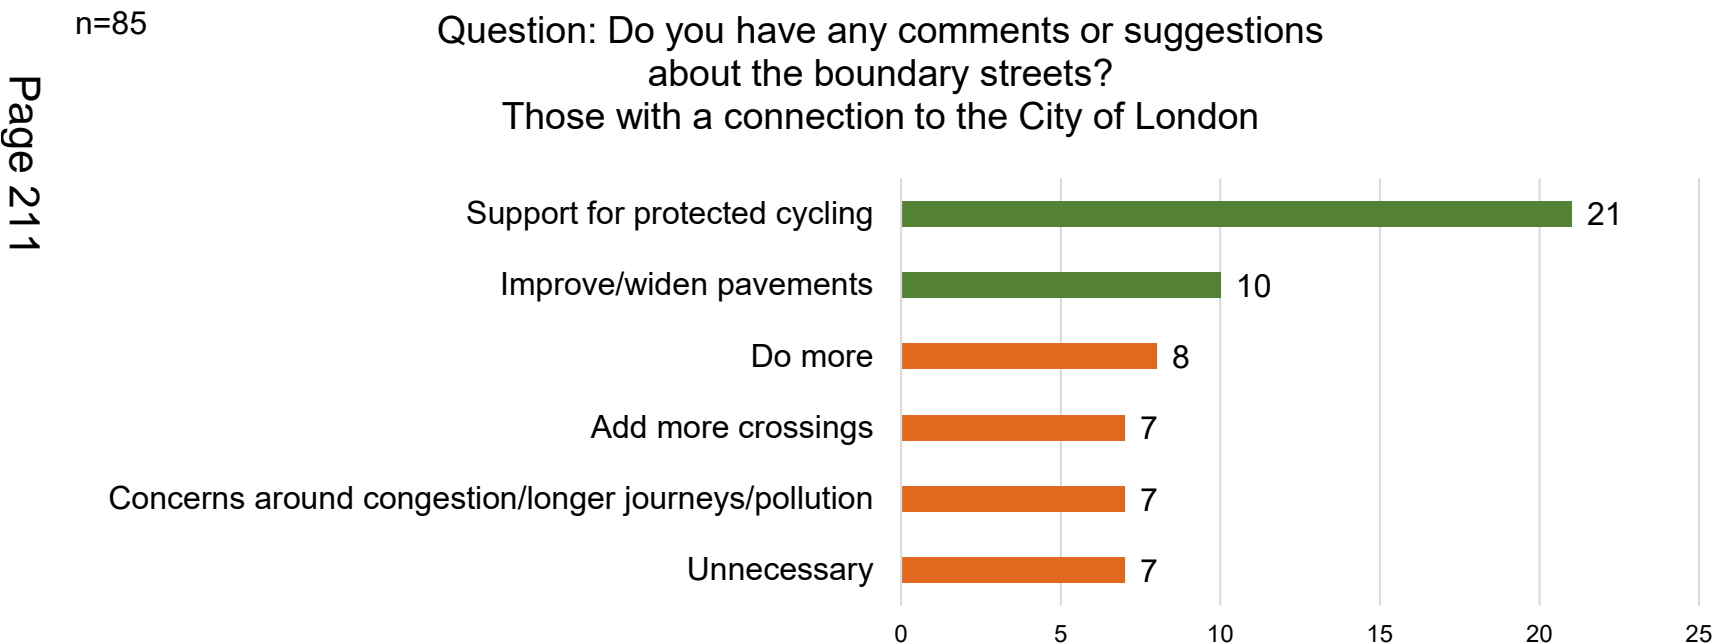 n=85
Page 211
Question: Do you have any comments or suggestions
about the boundary streets?
Those with a connection to the City of London
Support for protected cycling 21
Improve/widen pavements 10
Do more 8
Add more crossings 7
Concerns around congestion/longer journeys/pollution 7
Unnecessary 7
0 5 10 15 20 25